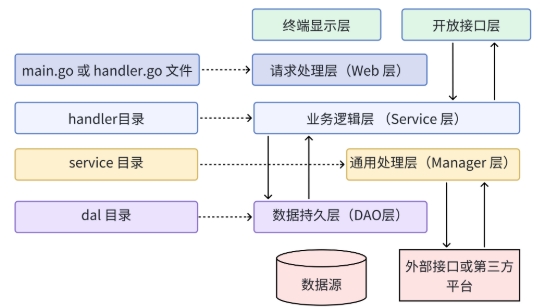 终端显示层
开放接口层
main.go 或 handler.go 文件
请求处理层（Web 层）
handler目录
业务逻辑层 （Service 层）
service 目录
通用处理层（Manager 层）
dal 目录
数据持久层（DAO层）
数据源
外部接口或第三方
平台